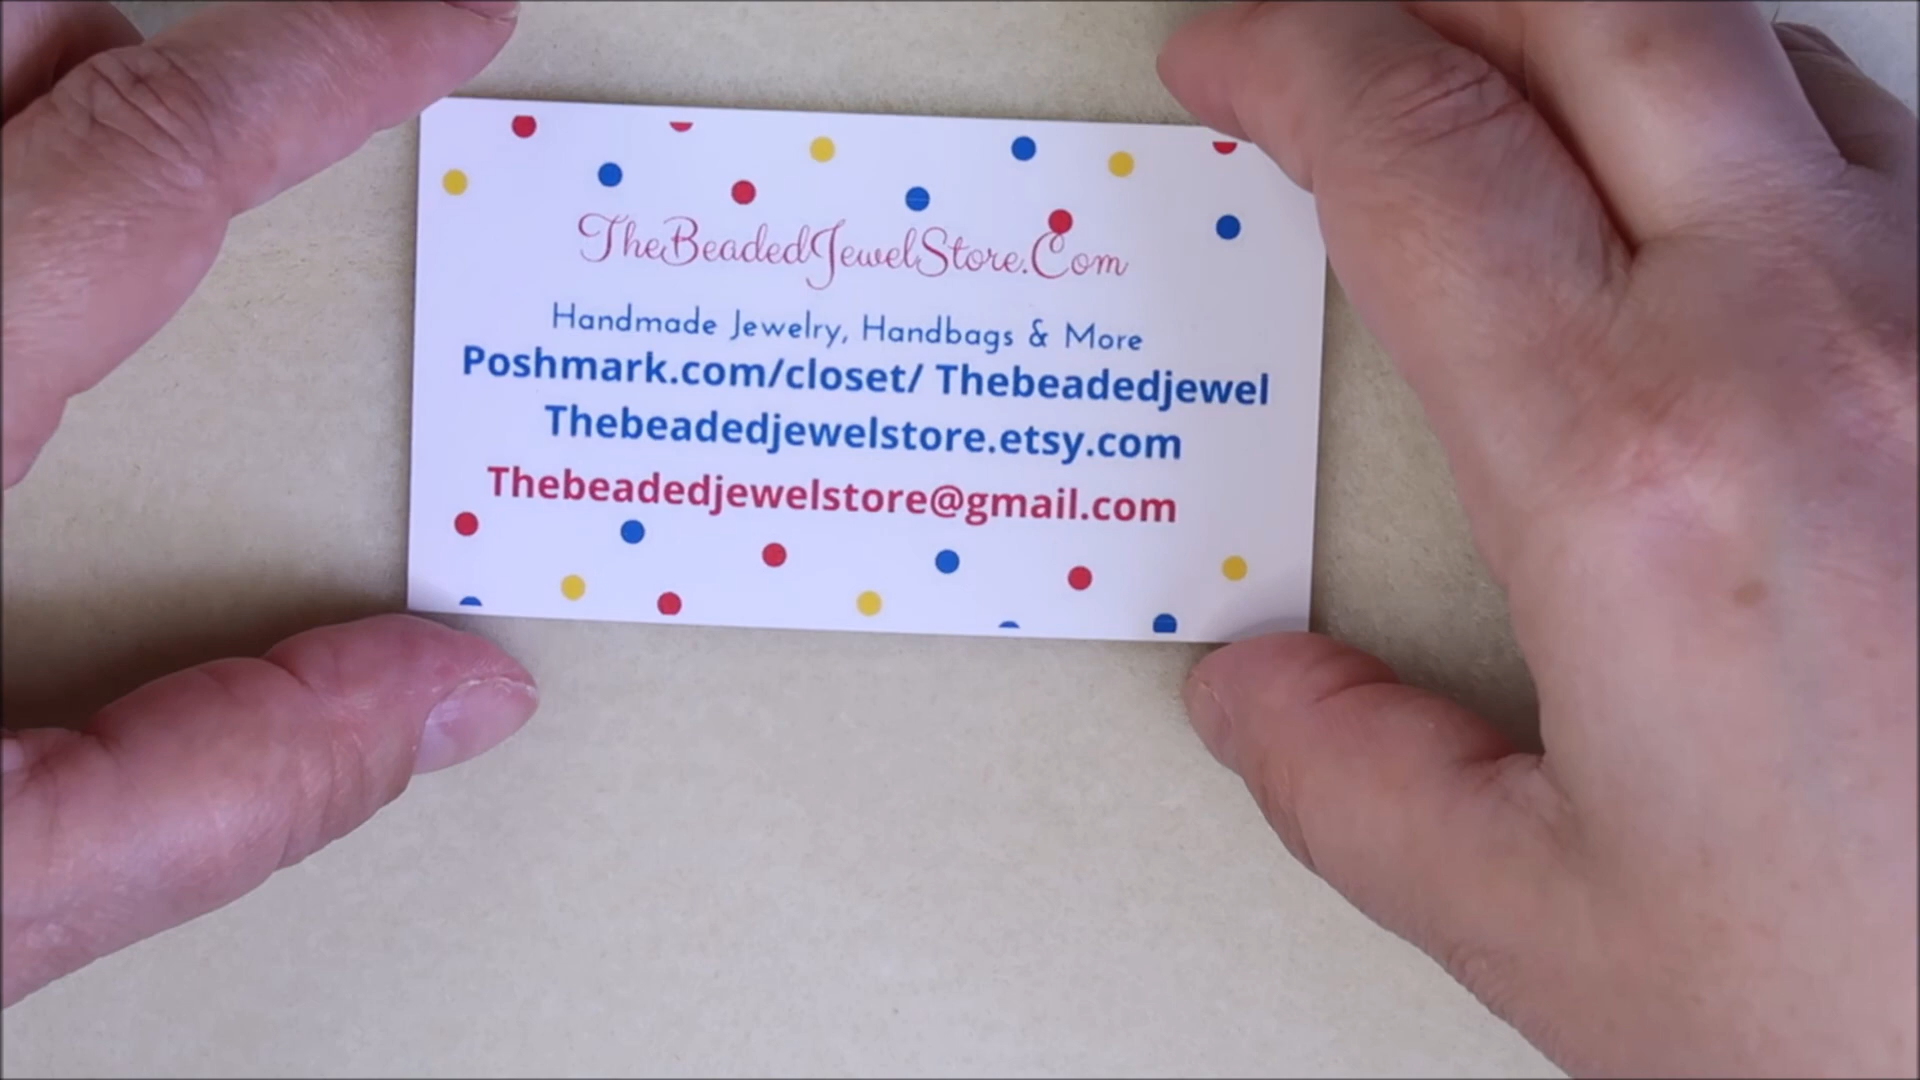 TheBeadedJewelStore.Com
Handmade Jewelry, Handbags & More
Poshmark.com/closet/ Thebeadedjewel
Thebeadedjewelstore.etsy.com
Thebeadedjewelstore@gmail.com